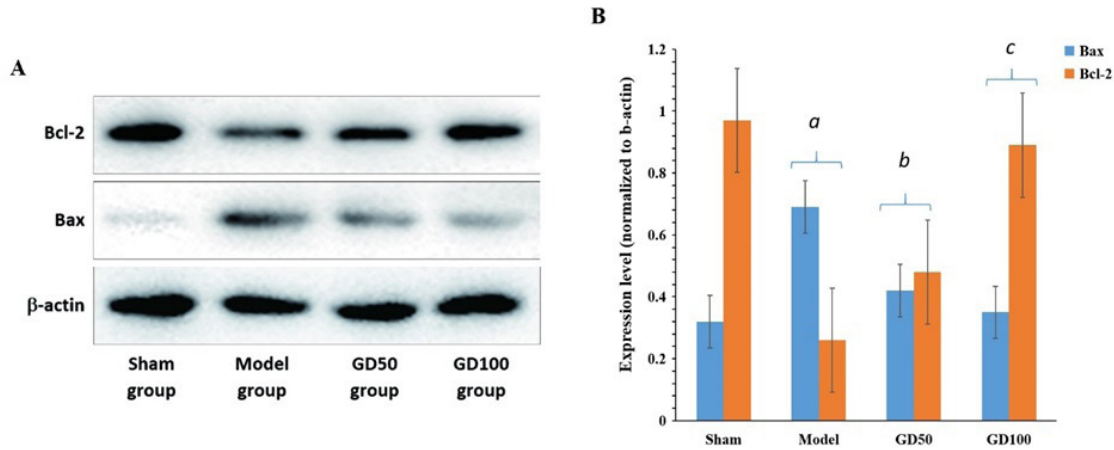 A
Bcl-2
Bax
β-actin
Sham group
Model group
GD50 group
GD100 group
B
Expression level (normalized to b-actin)
1.2
1
0.8
0.6
0.4
0.2
0
a
b
c
Bax
Bcl-2
Sham
Model
GD50
GD100